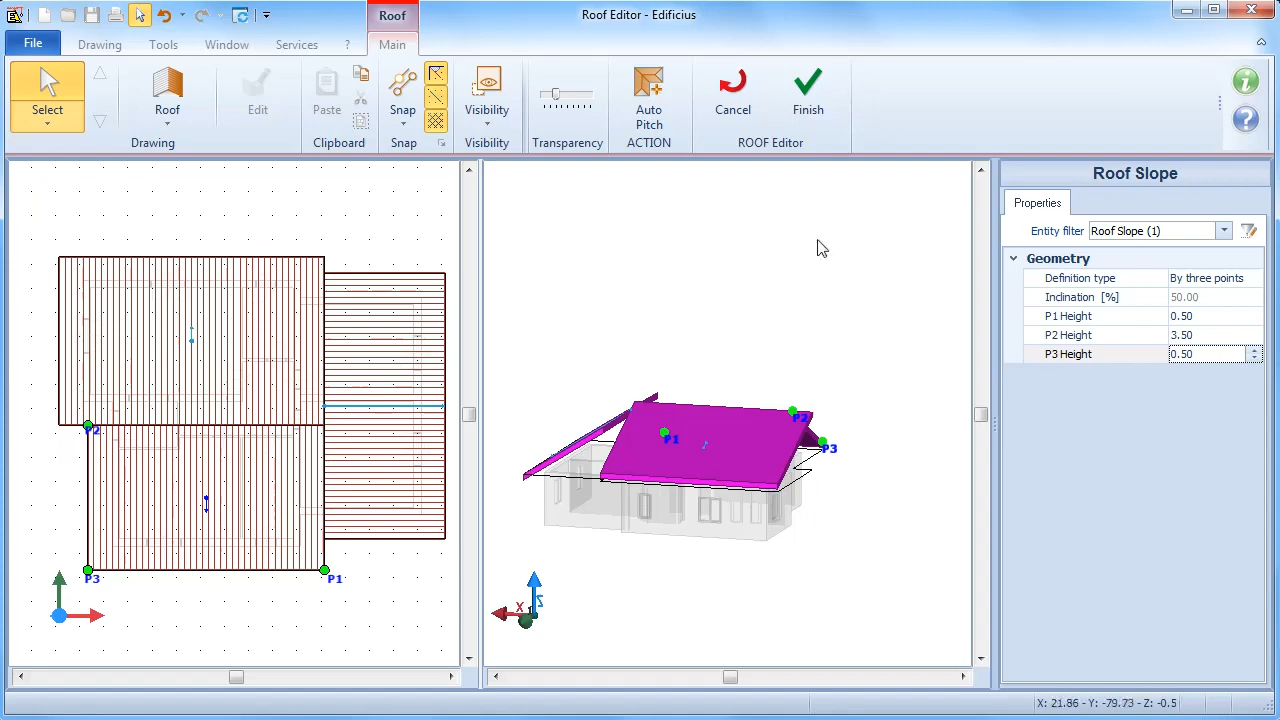 Roof
Roof Editor - Edificius
File
Drawing
Tools
Window
Services
?
Main
Select
Roof
Edit
Paste
Snap
Visibility
Auto
Pitch
Cancel
Finish
Drawing
Clipboard
Snap
Visibility
Transparency
ACTION
ROOF Editor
Roof Slope
Properties
Entity filter
Roof Slope (1)
Geometry
Definition type
By three points
Inclination [%]
50.00
P1 Height
0.50
P2 Height
3.50
P3 Height
0.50
P2
P3
P1
P1
P2
P3
X
Z
X: 21.86 - Y: -79.73 - Z: -0.5